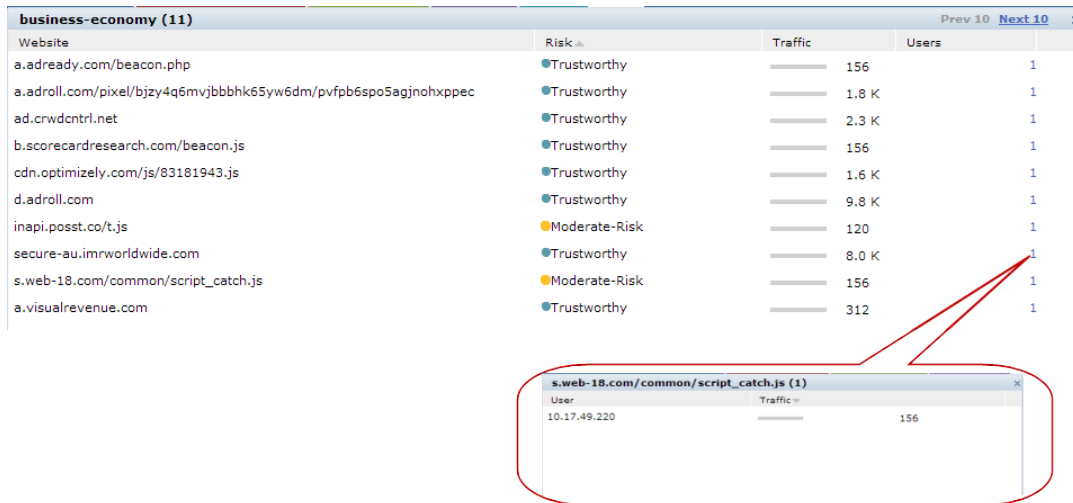 business-economy (11) Prev 10 Next 10
Website Risk Traffic Users
a.adready.com/beacon.php Trustworthy 156 1
a.adroll.com/pixel/bjzy4q6mvjbbbhk65yw6dm/pvfpb6spo5agjnohxppec Trustworthy 1.8 K 1
ad.crwdcntrl.net Trustworthy 2.3 K 1
b.scorecardresearch.com/beacon.js Trustworthy 156 1
cdn.optimizely.com/js/83181943.js Trustworthy 1.6 K 1
d.adroll.com Trustworthy 9.8 K 1
inapi.posst.co/t.js Moderate-Risk 120 1
secure-au.imrworldwide.com Trustworthy 8.0 K 1
s.web-18.com/common/script_catch.js Moderate-Risk 156 1
a.visualrevenue.com Trustworthy 312 1
s.web-18.com/common/script_catch.js (1) ×
User Traffic
10.17.49.220 156